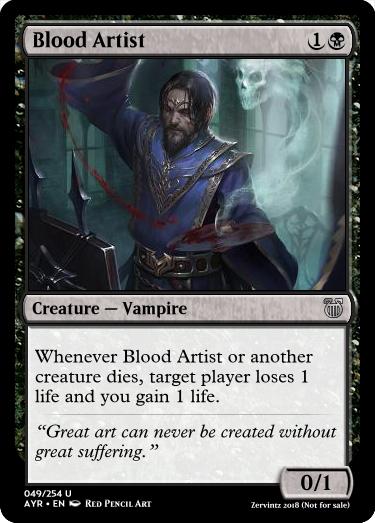 Blood Artist 1
Creature — Vampire
Whenever Blood Artist or another
creature dies, target player loses 1
life and you gain 1 life.
“Great art can never be created without
great suffering.”
0/1
049/254 U
AYR • EN Red Pencil Art
Zervintz 2018 (Not for sale)